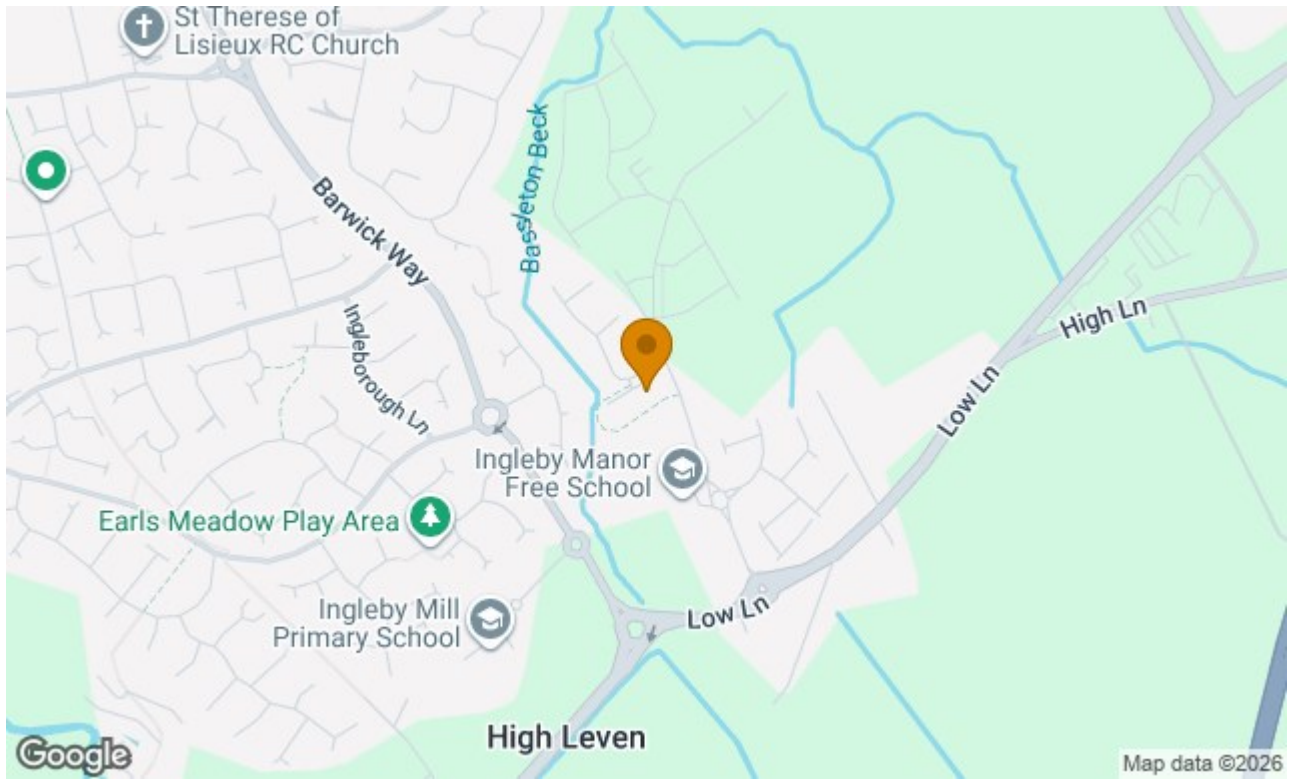 St Therese of
Lisieux RC Church
Bassleton Beck
Barwick Way
High Ln
Ingleborough Ln
Low Ln
Ingleby Manor
Free School
Earls Meadow Play Area
Ingleby Mill
Primary School
Low Ln
High Leven
Google
Map data ©2026